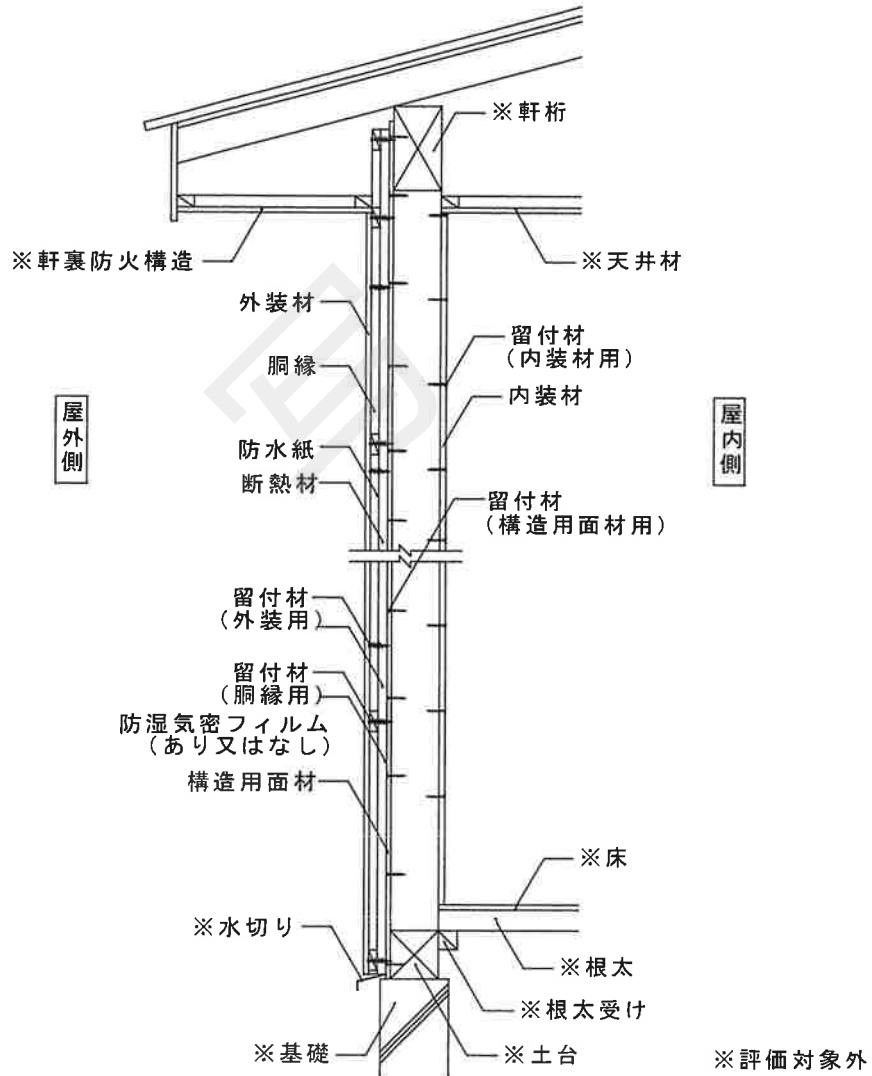 ※軒桁
※軒裏防火構造
※天井材
外装材
留付材
(内装材用)
胴縁
内装材
屋外側
屋内側
防水紙
断熱材
留付材
(構造用面材用)
留付材
(外装用)
留付材
(胴縁用)
防湿気密フィルム
(あり又はなし)
構造用面材
※床
※水切り
※根太
※根太受け
※基礎
※土台
※評価対象外
写